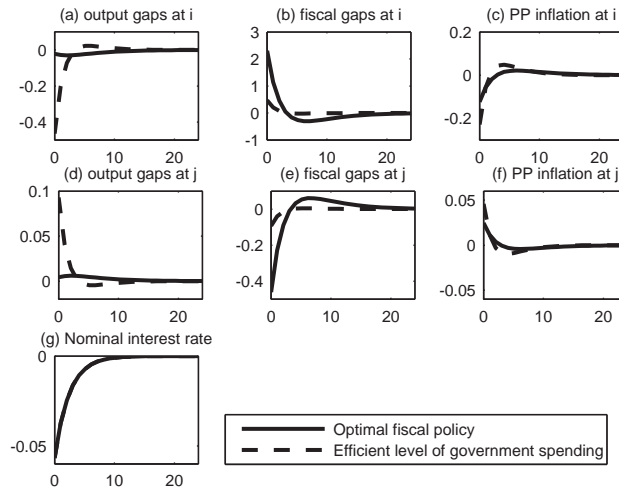 (a) output gaps at i
(b) fiscal gaps at i
(c) PP inflation at i
0
-0.2
-0.4
0 10 20
3
2
1
0
-1
0 10 20
0.2
0
-0.2
0 10 20
(d) output gaps at j
(e) fiscal gaps at j
(f) PP inflation at j
0.1
0.05
0
0 10 20
0
-0.2
-0.4
0 10 20
0.05
0
-0.05
0 10 20
(g) Nominal interest rate
0
-0.05
0 10 20
Optimal fiscal policy
Efficient level of government spending